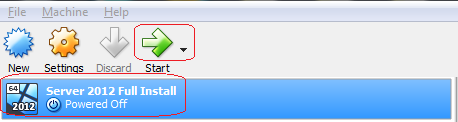 File Machine Help
New Settings Discard Start
64 Server 2012 Full Install
2012 Powered Off